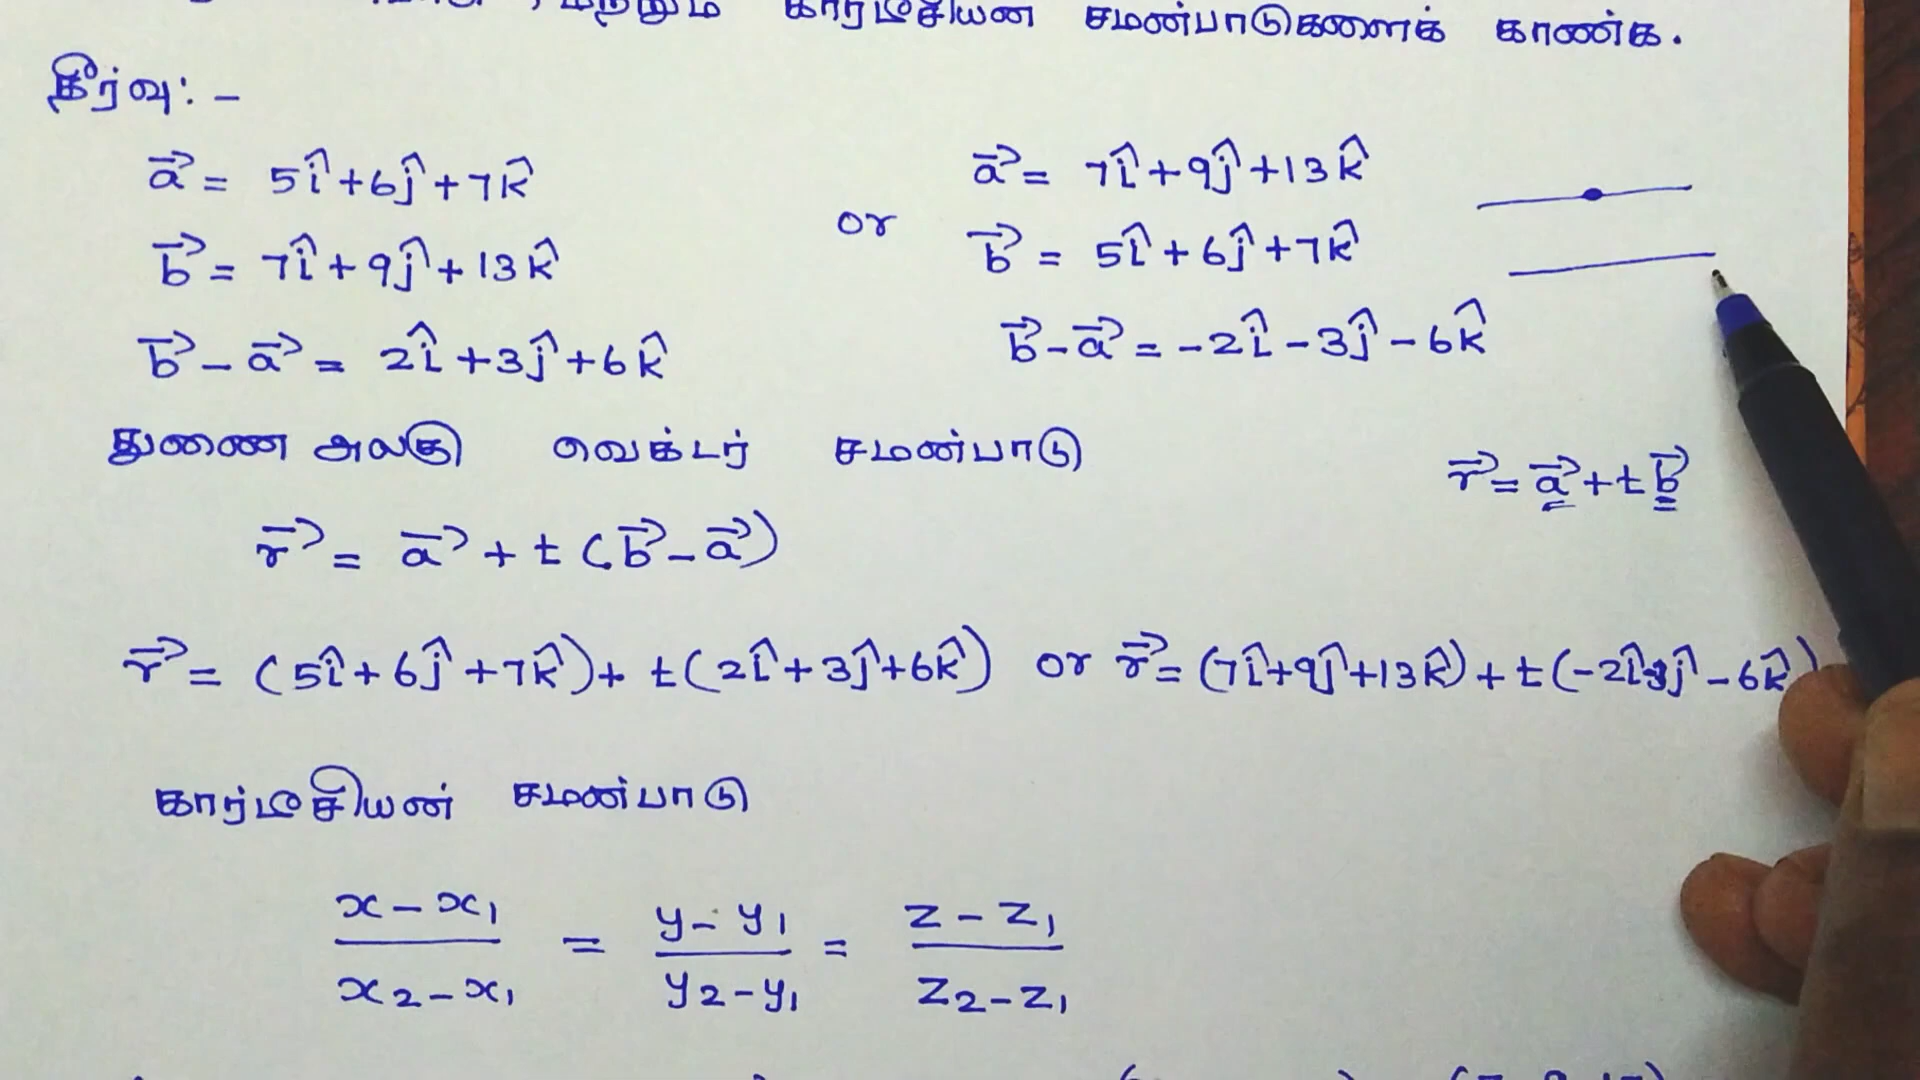 மற்றும் கார்டீசியன் சமன்பாடுகளைக் காண்க.
தீர்வு: -
a⃗ = 5î + 6ĵ + 7k̂
b⃗ = 7î + 9ĵ + 13k̂
b⃗ - a⃗ = 2î + 3ĵ + 6k̂
or
a⃗ = 7î + 9ĵ + 13k̂
b⃗ = 5î + 6ĵ + 7k̂
b⃗ - a⃗ = -2î - 3ĵ - 6k̂
துணை அலகு வெக்டர் சமன்பாடு
r⃗ = a⃗ + t b⃗
r⃗ = a⃗ + t (b⃗ - a⃗)
r⃗ = (5î + 6ĵ + 7k̂) + t(2î + 3ĵ + 6k̂) or r⃗ = (7î + 9ĵ + 13k̂) + t(-2î - 3ĵ - 6k̂)
கார்டீசியன் சமன்பாடு
(x - x₁)/(x₂ - x₁) = (y - y₁)/(y₂ - y₁) = (z - z₁)/(z₂ - z₁)